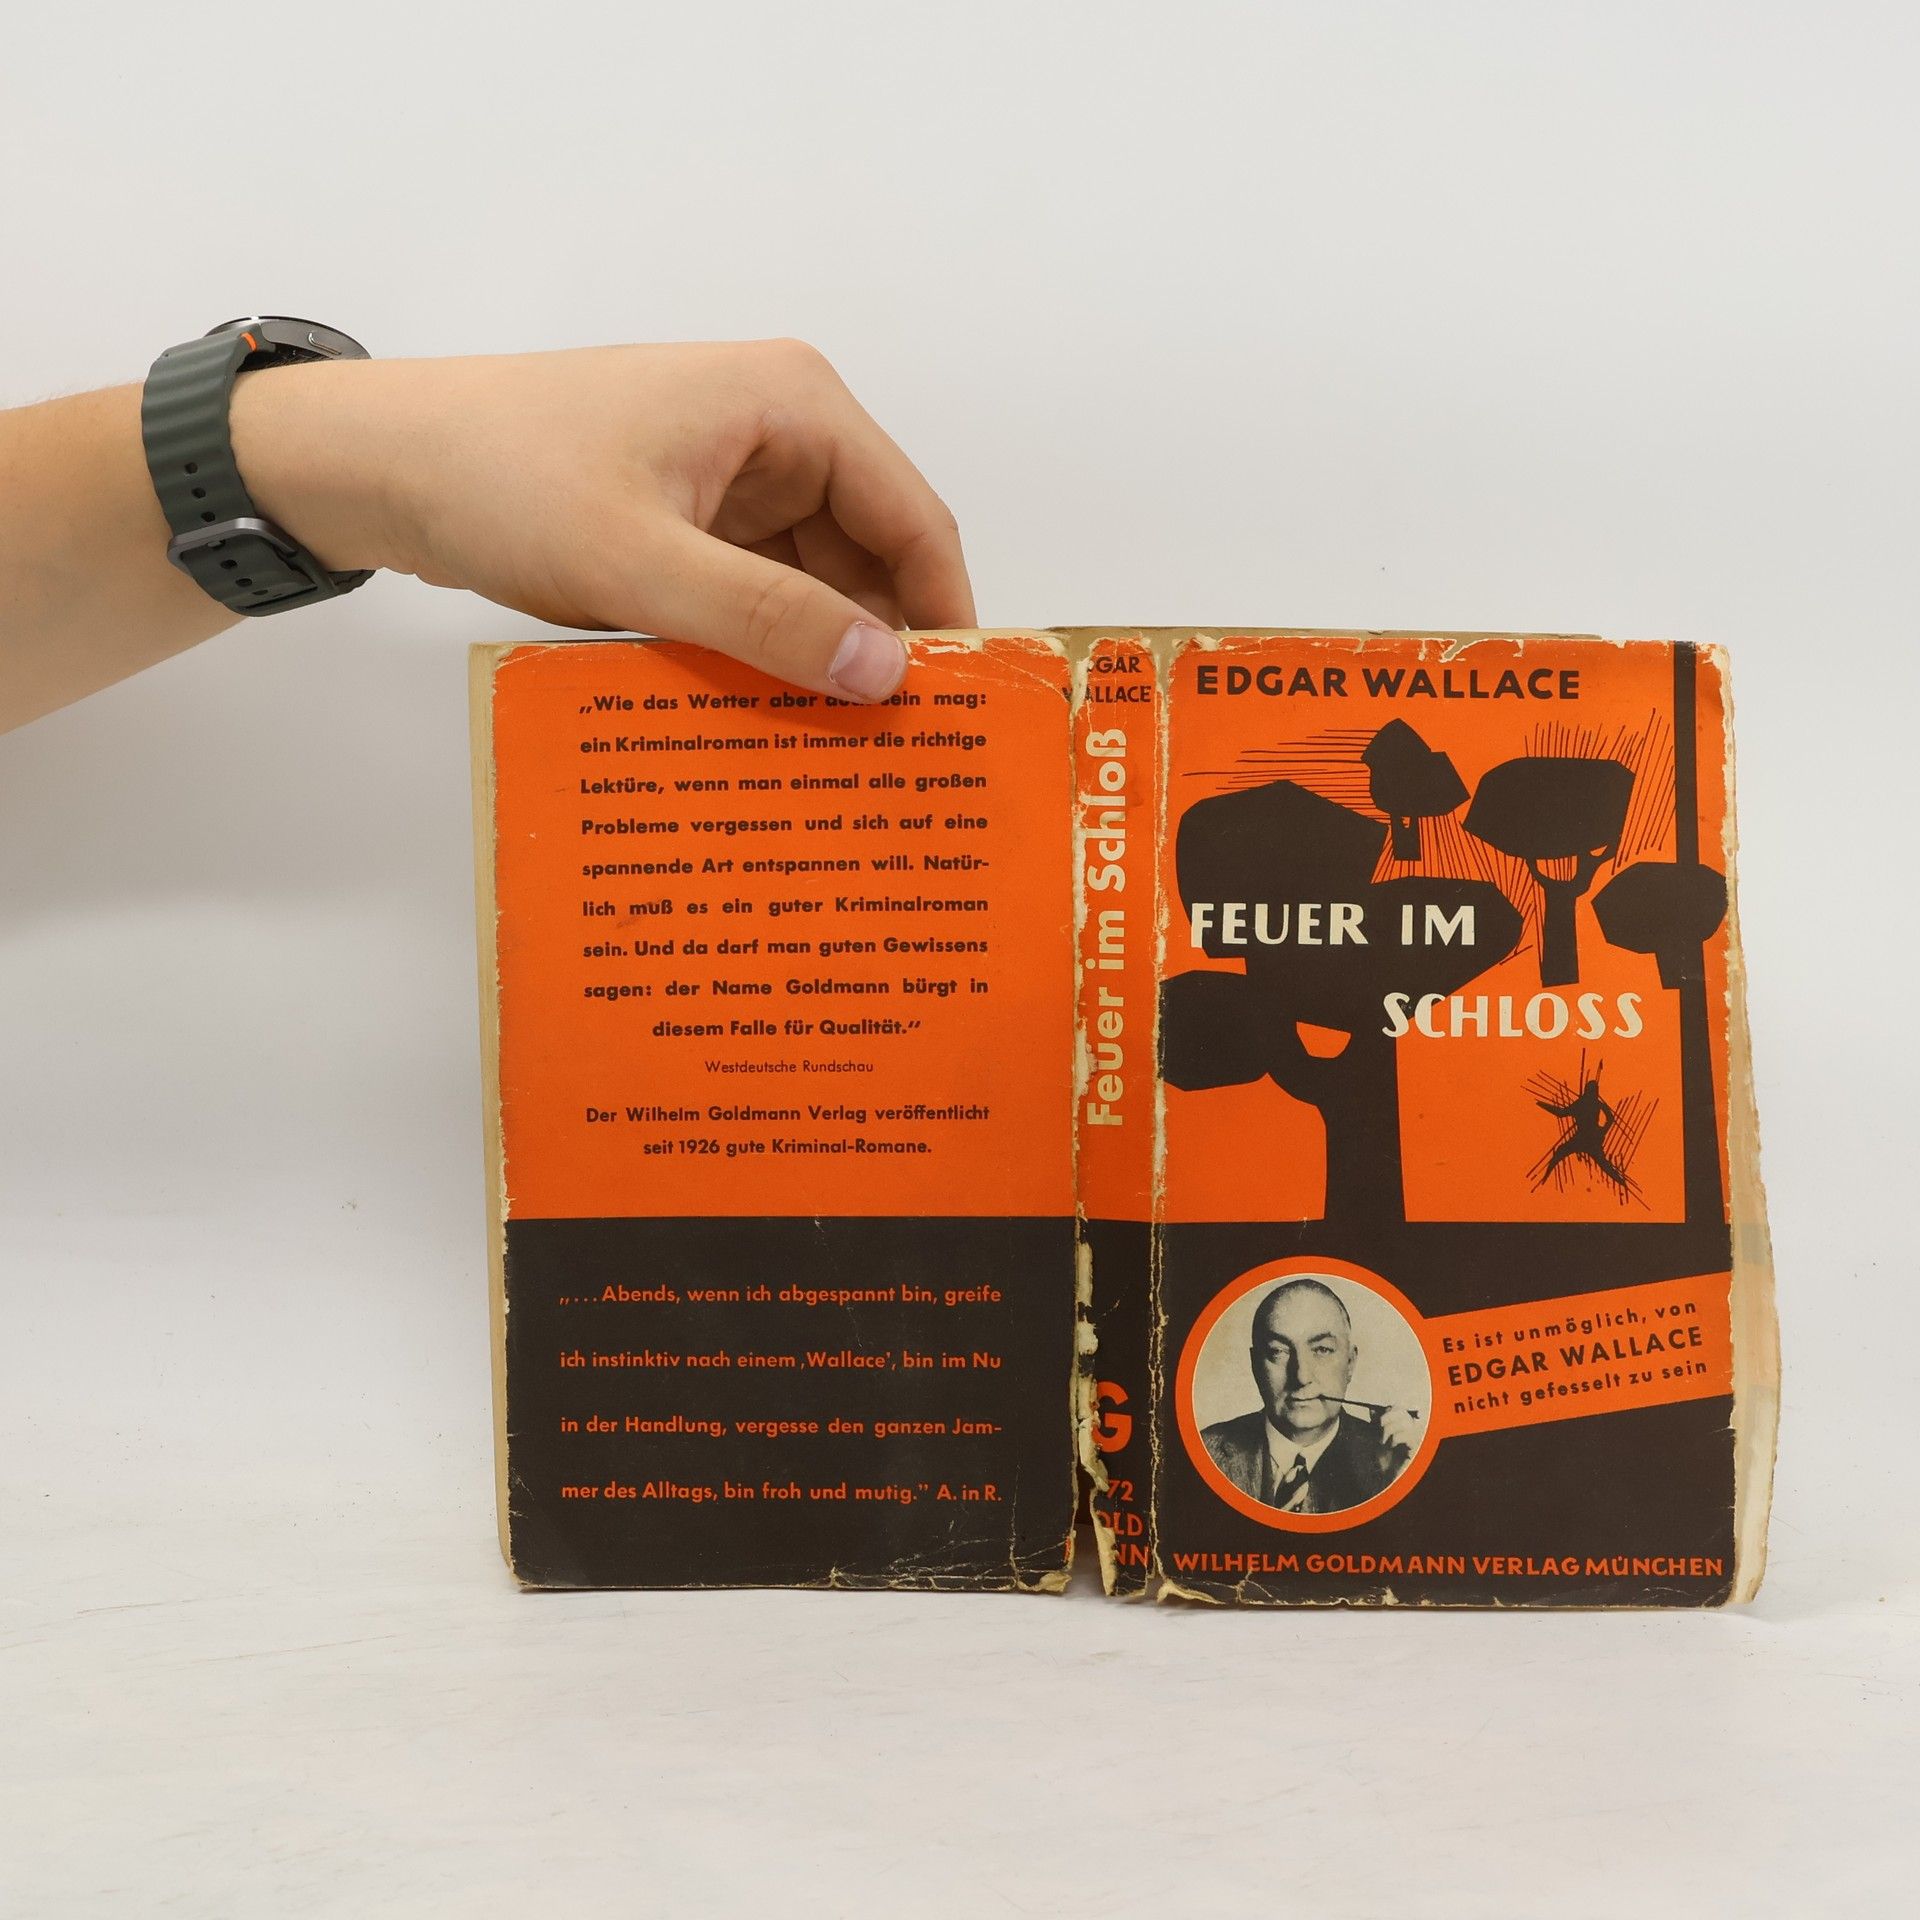 „Wie das Wetter aber sein mag:
ein Kriminalroman ist immer die richtige
Lektüre, wenn man einmal alle großen
Probleme vergessen und sich auf eine
spannende Art entspannen will. Natür-
lich muß es ein guter Kriminalroman
sein. Und da darf man guten Gewissens
sagen: der Name Goldmann bürgt in
diesem Falle für Qualität.“
Westdeutsche Rundschau
Der Wilhelm Goldmann Verlag veröffentlicht
seit 1926 gute Kriminal-Romane.
„...Abends, wenn ich abgespannt bin, greife
ich instinktiv nach einem ‚Wallace‘, bin im Nu
in der Handlung, vergesse den ganzen Jam-
mer des Alltags, bin froh und mutig.” A. in R.
WALLACE
Feuer im Schloß
G
EDGAR WALLACE
FEUER IM
SCHLOSS
Es ist unmöglich, von
EDGAR WALLACE
nicht gefesselt zu sein
WILHELM GOLDMANN VERLAG MÜNCHEN